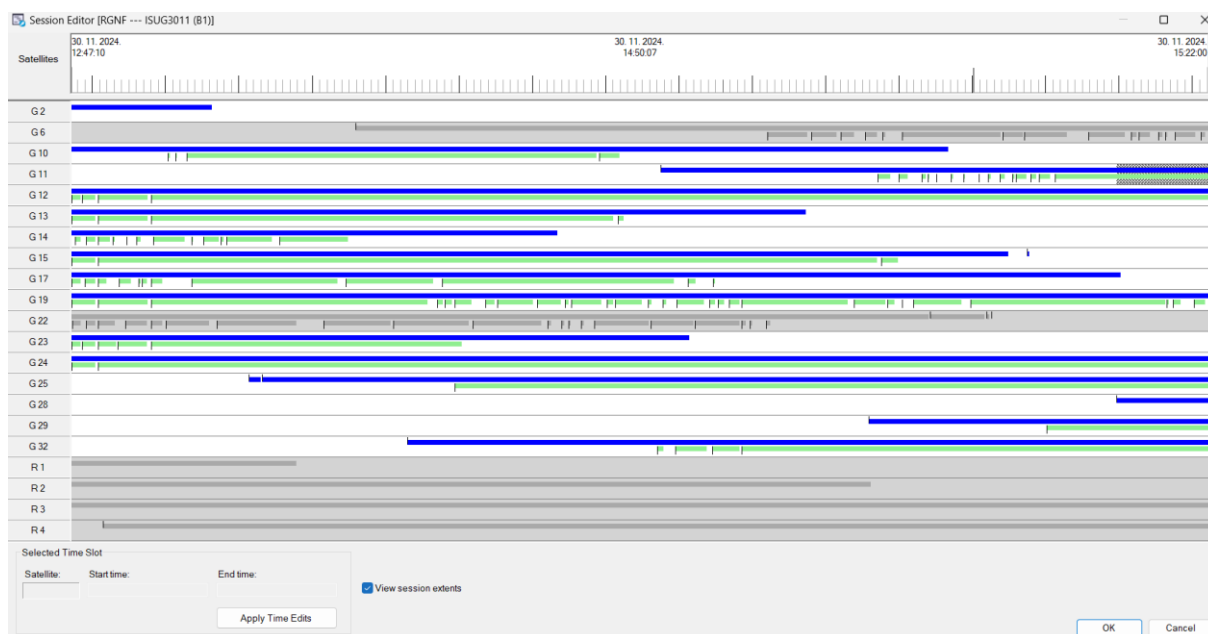 Session Editor [RGNF --- ISUG3011 (B1)]
Satellites
30. 11. 2024.
12:47:10
30. 11. 2024.
14:50:07
30. 11. 2024.
15:22:00
G 2
G 6
G 10
G 11
G 12
G 13
G 14
G 15
G 17
G 19
G 22
G 23
G 24
G 25
G 28
G 29
G 32
R 1
R 2
R 3
R 4
Selected Time Slot
Satellite: Start time: End time:
View session extents
Apply Time Edits
OK Cancel